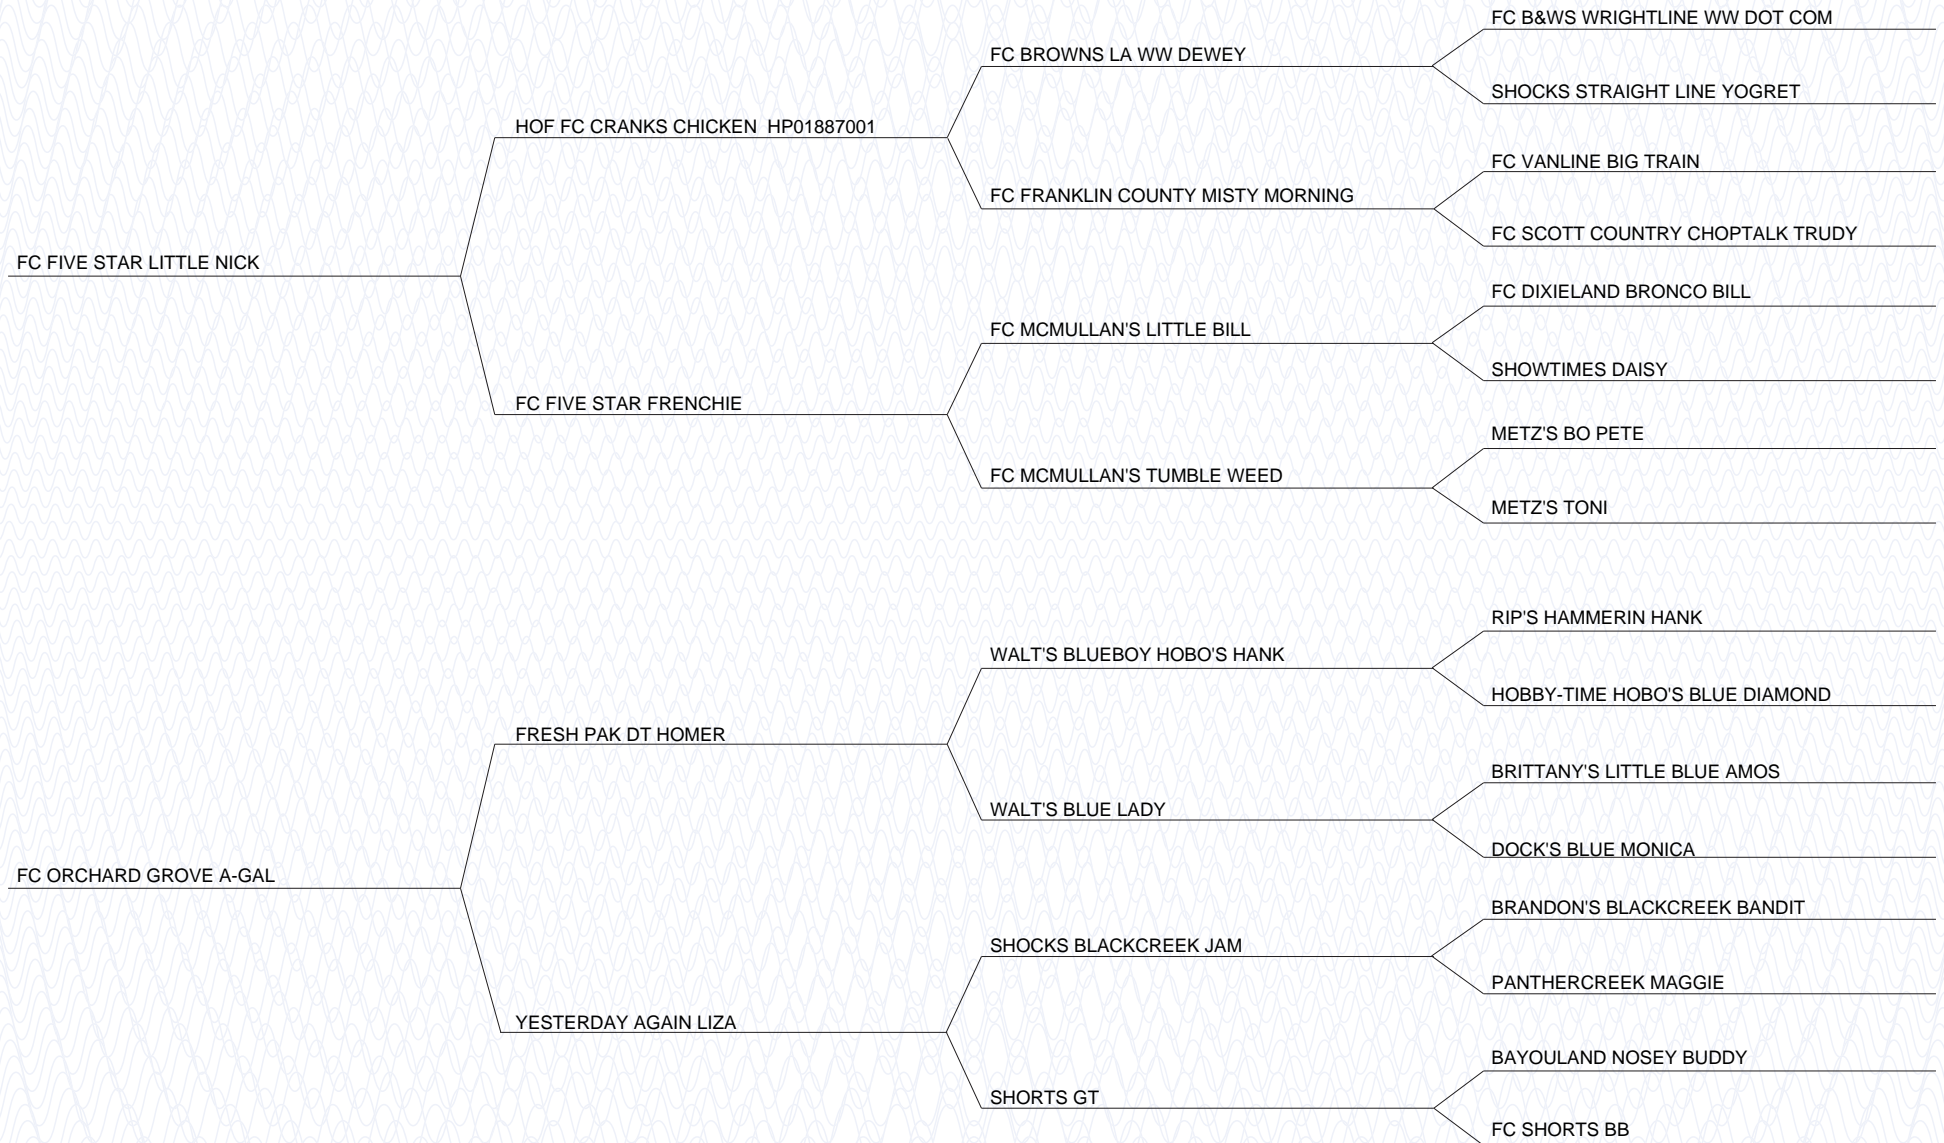 FC B&WS WRIGHTLINE WW DOT COM
FC BROWNS LA WW DEWEY
SHOCKS STRAIGHT LINE YOGRET
HOF FC CRANKS CHICKEN  HP01887001
FC VANLINE BIG TRAIN
FC FRANKLIN COUNTY MISTY MORNING
FC SCOTT COUNTRY CHOPTALK TRUDY
FC FIVE STAR LITTLE NICK
FC DIXIELAND BRONCO BILL
FC MCMULLAN'S LITTLE BILL
SHOWTIMES DAISY
FC FIVE STAR FRENCHIE
METZ'S BO PETE
FC MCMULLAN'S TUMBLE WEED
METZ'S TONI
RIP'S HAMMERIN HANK
WALT'S BLUEBOY HOBO'S HANK
HOBBY-TIME HOBO'S BLUE DIAMOND
FRESH PAK DT HOMER
BRITTANY'S LITTLE BLUE AMOS
WALT'S BLUE LADY
DOCK'S BLUE MONICA
FC ORCHARD GROVE A-GAL
BRANDON'S BLACKCREEK BANDIT
SHOCKS BLACKCREEK JAM
PANTHERCREEK MAGGIE
YESTERDAY AGAIN LIZA
BAYOULAND NOSEY BUDDY
SHORTS GT
FC SHORTS BB